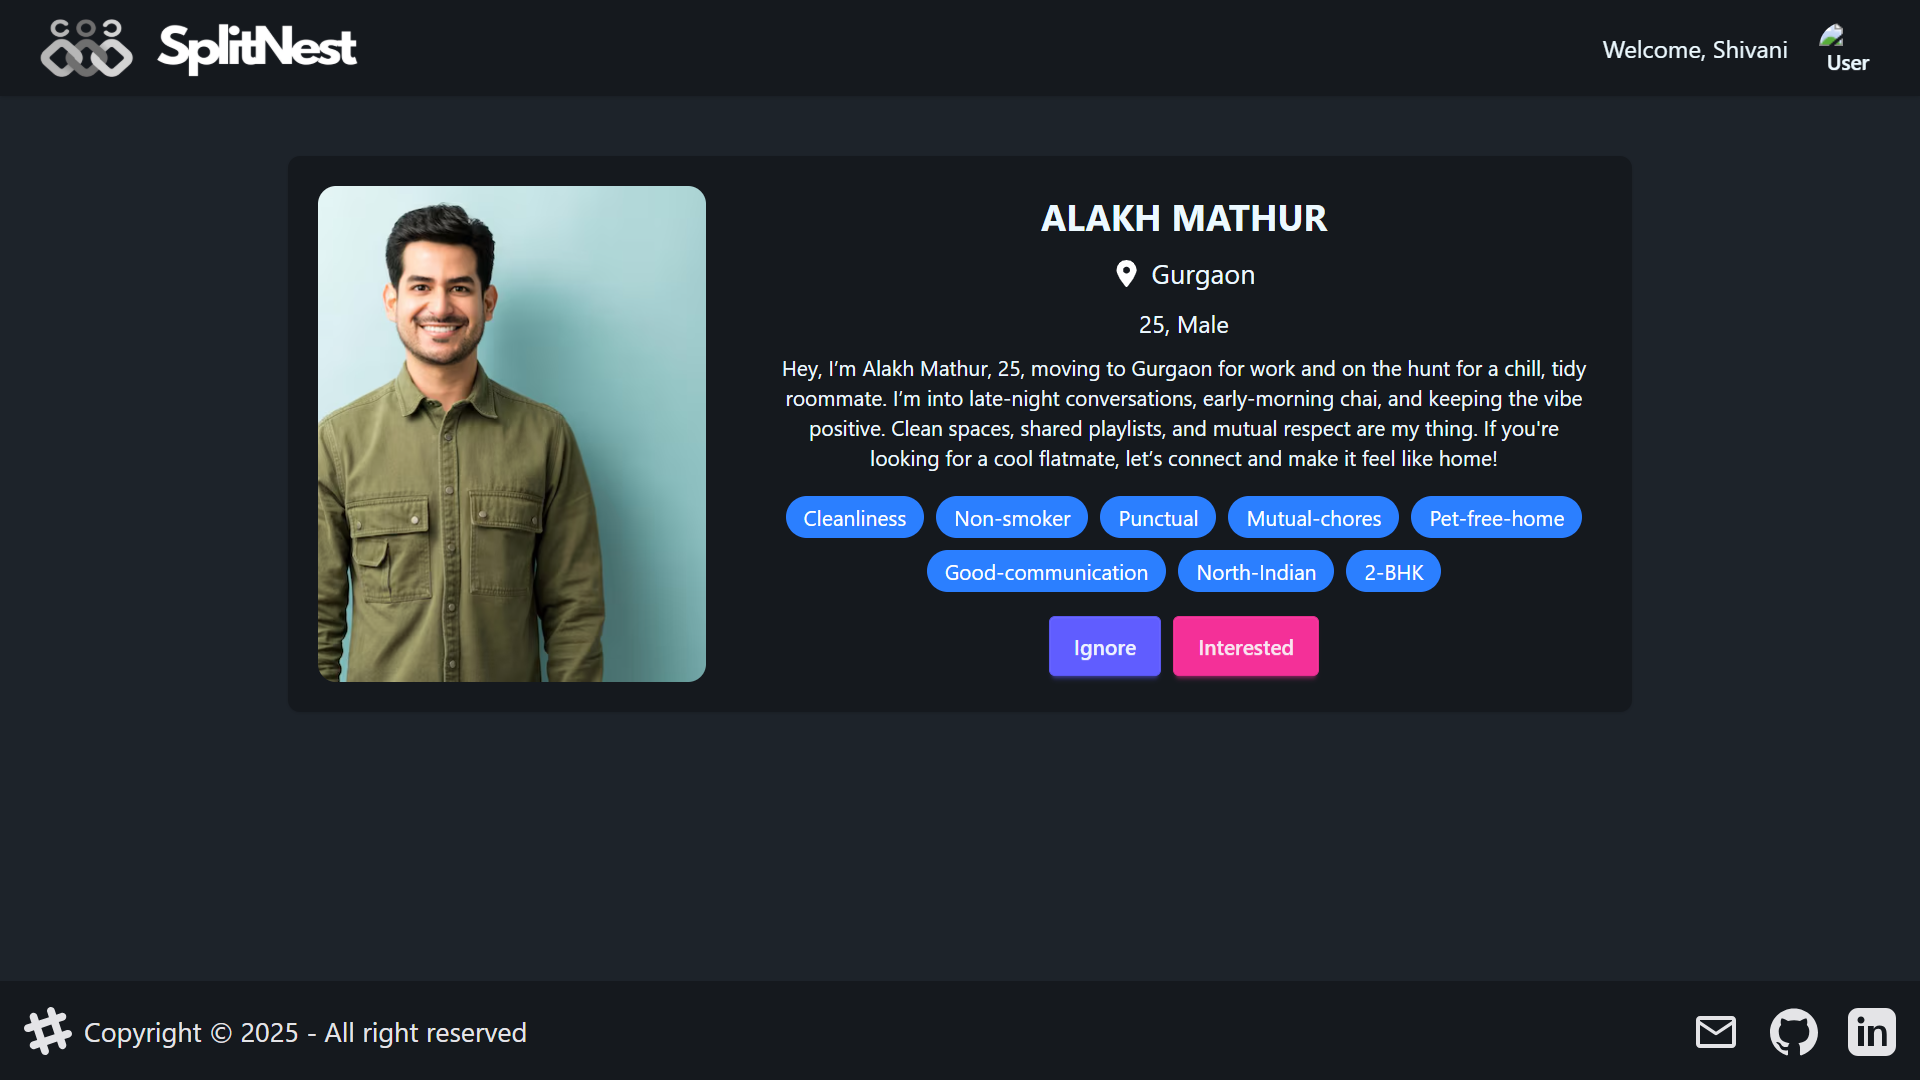 SplitNest
Welcome, Shivani
User
ALAKH MATHUR
Gurgaon
25, Male
Hey, I’m Alakh Mathur, 25, moving to Gurgaon for work and on the hunt for a chill, tidy
roommate. I’m into late-night conversations, early-morning chai, and keeping the vibe
positive. Clean spaces, shared playlists, and mutual respect are my thing. If you're
looking for a cool flatmate, let’s connect and make it feel like home!
Cleanliness Non-smoker Punctual Mutual-chores Pet-free-home
Good-communication North-Indian 2-BHK
Ignore Interested
Copyright © 2025 - All right reserved
in